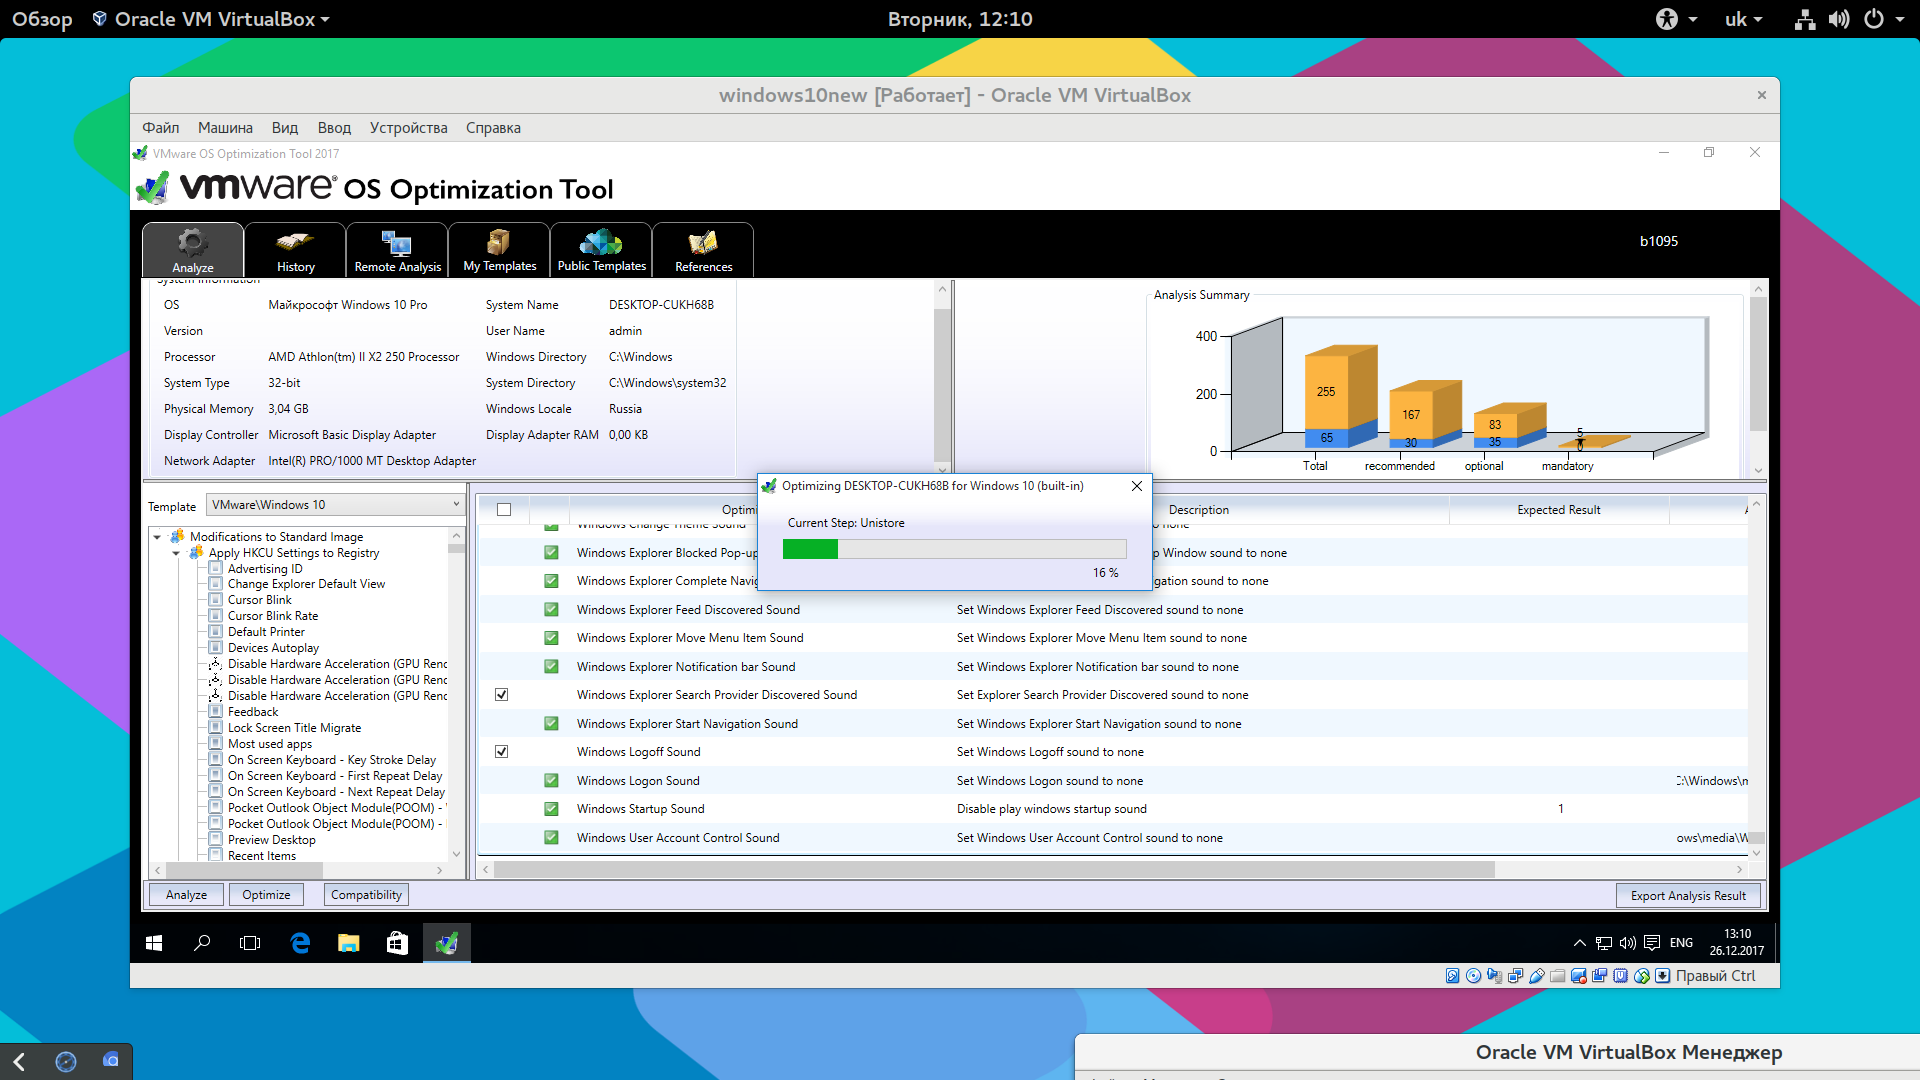 Обзор Oracle VM VirtualBox Вторник, 12:10 uk
windows10new [Работает] - Oracle VM VirtualBox
Файл Машина Вид Ввод Устройства Справка
VMware OS Optimization Tool 2017
vmware® OS Optimization Tool
Analyze History Remote Analysis My Templates Public Templates References b1095
System Information
OS Майкрософт Windows 10 Pro System Name DESKTOP-CUKH68B
Version User Name admin
Processor AMD Athlon(tm) II X2 250 Processor Windows Directory C:\Windows
System Type 32-bit System Directory C:\Windows\system32
Physical Memory 3,04 GB Windows Locale Russia
Display Controller Microsoft Basic Display Adapter Display Adapter RAM 0,00 KB
Network Adapter Intel(R) PRO/1000 MT Desktop Adapter
Analysis Summary
400
200
0
255 167 83 5
65 30 35 0
Total recommended optional mandatory
Optimizing DESKTOP-CUKH68B for Windows 10 (built-in)
Current Step: Unistore
16 %
Template VMware\Windows 10
Modifications to Standard Image
Apply HKCU Settings to Registry
Advertising ID
Change Explorer Default View
Cursor Blink
Cursor Blink Rate
Default Printer
Devices Autoplay
Disable Hardware Acceleration (GPU Renc
Disable Hardware Acceleration (GPU Renc
Disable Hardware Acceleration (GPU Renc
Feedback
Lock Screen Title Migrate
Most used apps
On Screen Keyboard - Key Stroke Delay
On Screen Keyboard - First Repeat Delay
On Screen Keyboard - Next Repeat Delay
Pocket Outlook Object Module(POOM) -
Pocket Outlook Object Module(POOM) -
Preview Desktop
Recent Items
Optimi Description Expected Result
Windows Change Theme Sound o none
Windows Explorer Blocked Pop-up p Window sound to none
Windows Explorer Complete Navig gation sound to none
Windows Explorer Feed Discovered Sound Set Windows Explorer Feed Discovered sound to none
Windows Explorer Move Menu Item Sound Set Windows Explorer Move Menu Item sound to none
Windows Explorer Notification bar Sound Set Windows Explorer Notification bar sound to none
Windows Explorer Search Provider Discovered Sound Set Explorer Search Provider Discovered sound to none
Windows Explorer Start Navigation Sound Set Windows Explorer Start Navigation sound to none
Windows Logoff Sound Set Windows Logoff sound to none
Windows Logon Sound Set Windows Logon sound to none C:\Windows\m
Windows Startup Sound Disable play windows startup sound 1
Windows User Account Control Sound Set Windows User Account Control sound to none ows\media\W
Analyze Optimize Compatibility Export Analysis Result
ENG 13:10
26.12.2017
Правый Ctrl
Oracle VM VirtualBox Менеджер